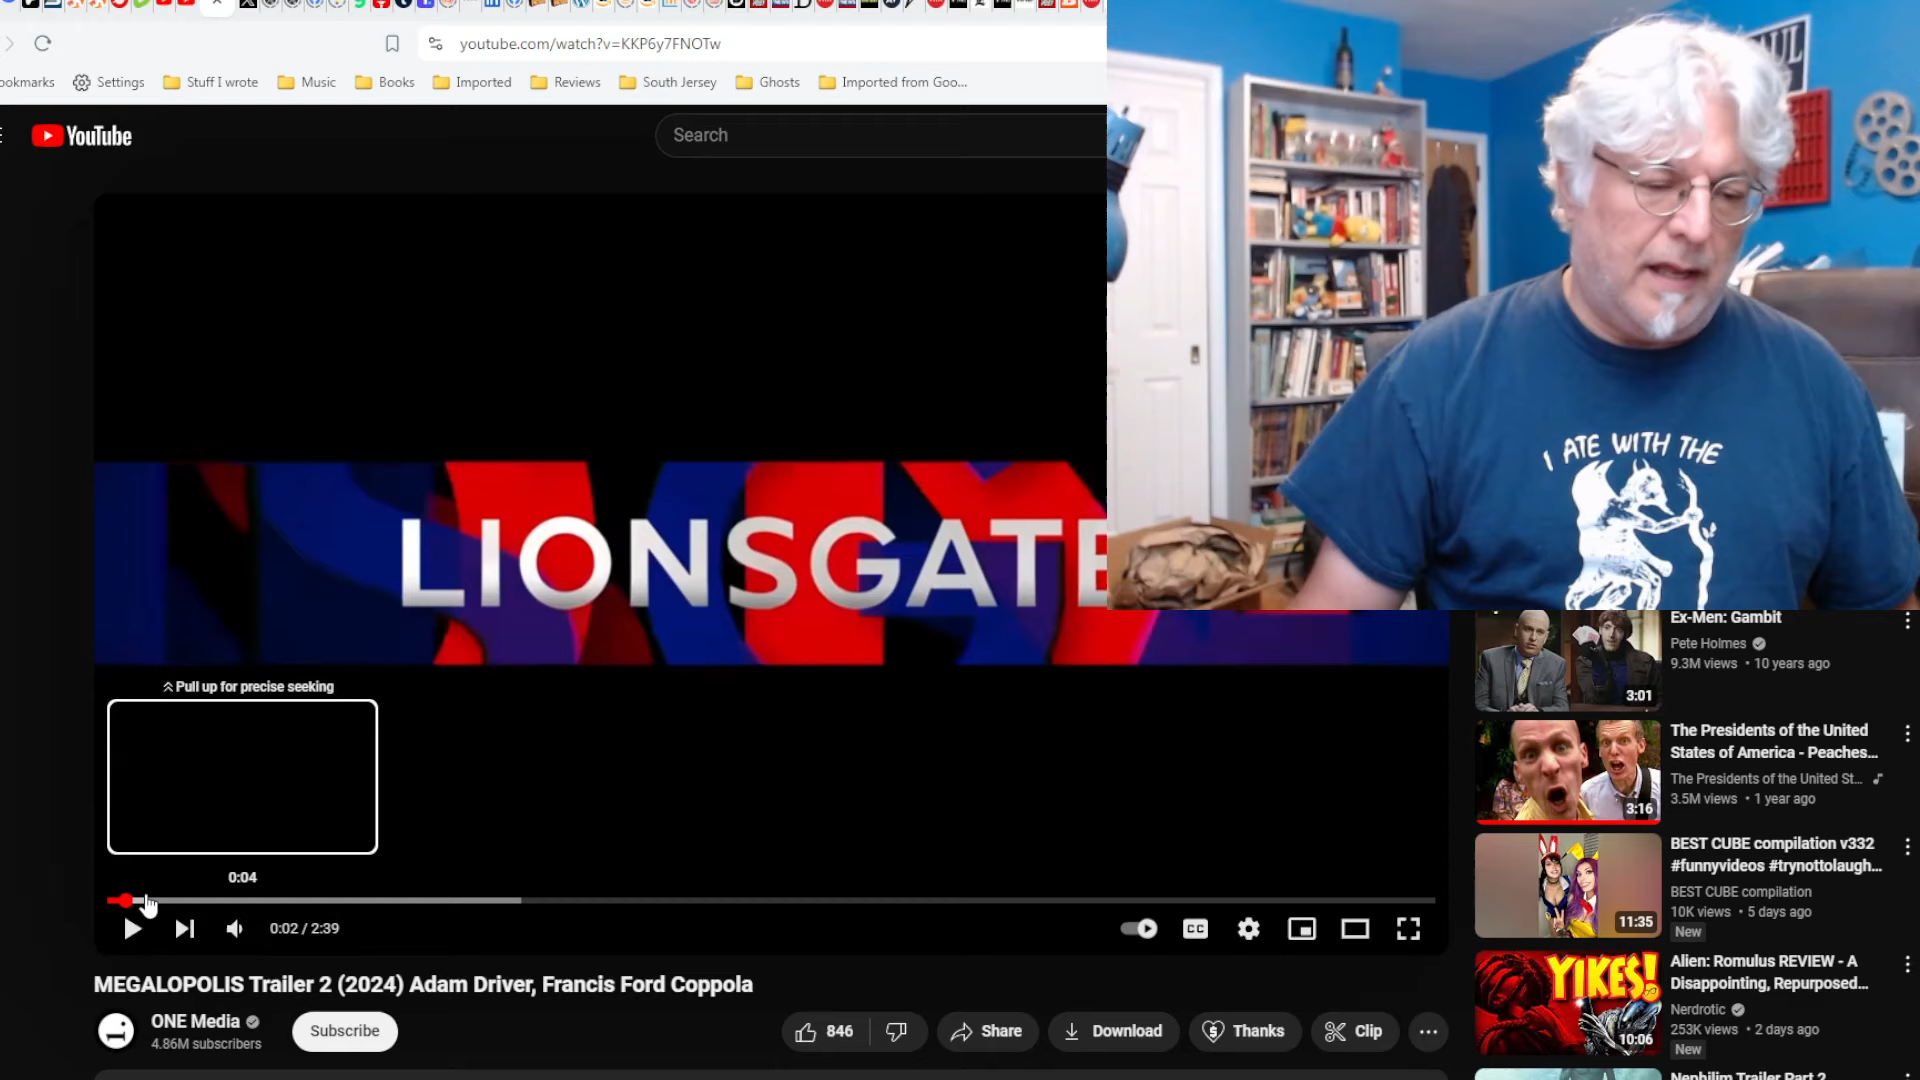 youtube.com/watch?v=KKP6y7FNOTw
ookmarks
Settings
Stuff I wrote
Music
Books
Imported
Reviews
South Jersey
Ghosts
Imported from Goo...
YouTube
Search
I ATE WITH THE
LIONSGATE
Pull up for precise seeking
0:04
0:02 / 2:39
CC
MEGALOPOLIS Trailer 2 (2024) Adam Driver, Francis Ford Coppola
ONE Media
4.86M subscribers
Subscribe
846
Share
Download
Thanks
Clip
Ex-Men: Gambit
Pete Holmes
9.3M views • 10 years ago
3:01
The Presidents of the United
States of America - Peaches...
The Presidents of the United St...
3.5M views • 1 year ago
3:16
BEST CUBE compilation v332
#funnyvideos #trynottolaugh...
BEST CUBE compilation
10K views • 5 days ago
New
11:35
Alien: Romulus REVIEW - A
Disappointing, Repurposed...
Nerdrotic
253K views • 2 days ago
New
YIKES!
10:06
Nephilim Trailer Part 2